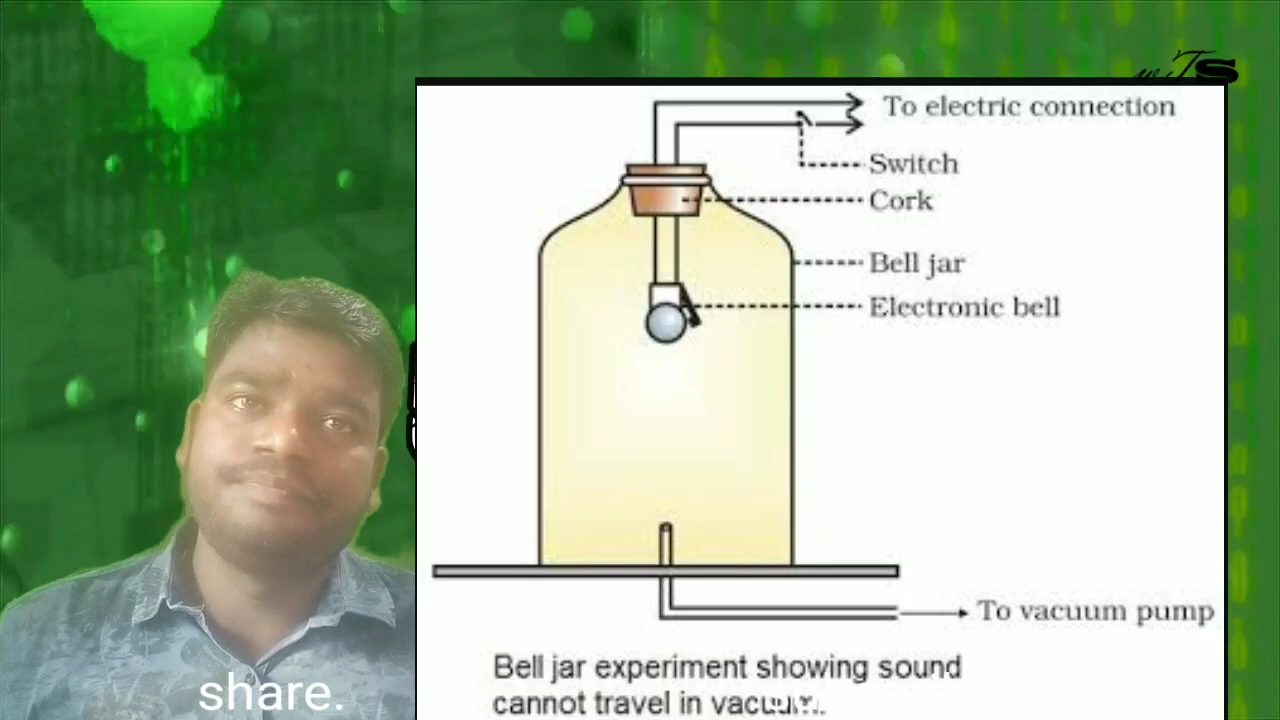 To electric connection
Switch
Cork
Bell jar
Electronic bell
To vacuum pump
Bell jar experiment showing sound
cannot travel in vacuum.
share.